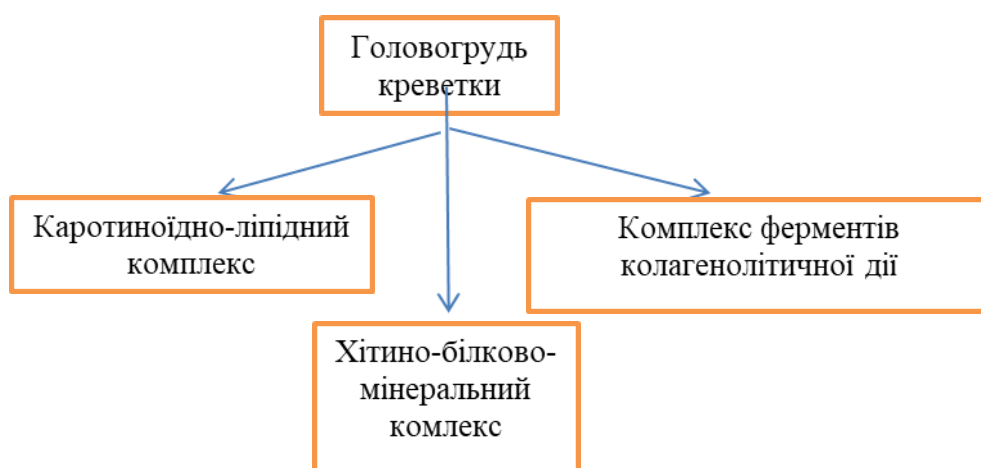 Головогрудь
креветки
Каротиноїдно-ліпідний
комплекс
Комплекс ферментів
колагенолітичної дії
Хітино-білково-
мінеральний
комлекс